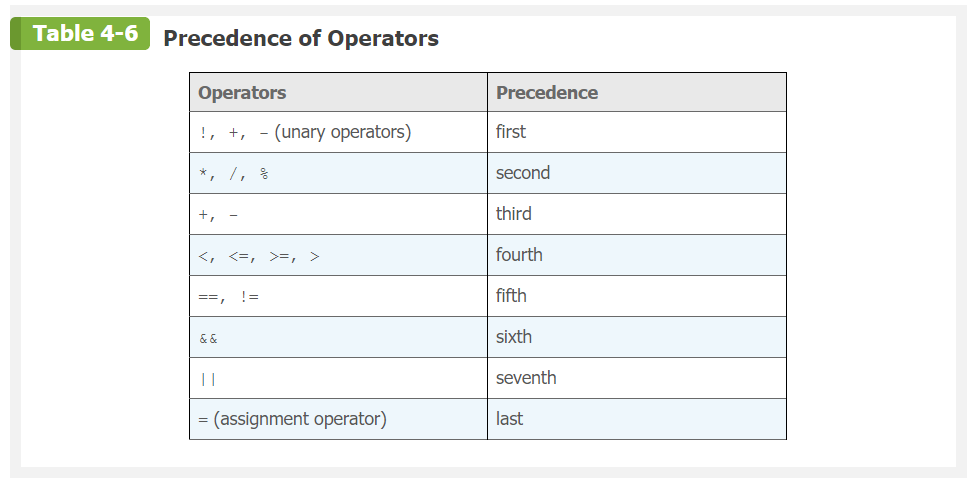 Table 4-6 Precedence of Operators
Operators Precedence
!, +, – (unary operators) first
*, /, % second
+, – third
<, <=, >=, > fourth
==, != fifth
&& sixth
|| seventh
= (assignment operator) last